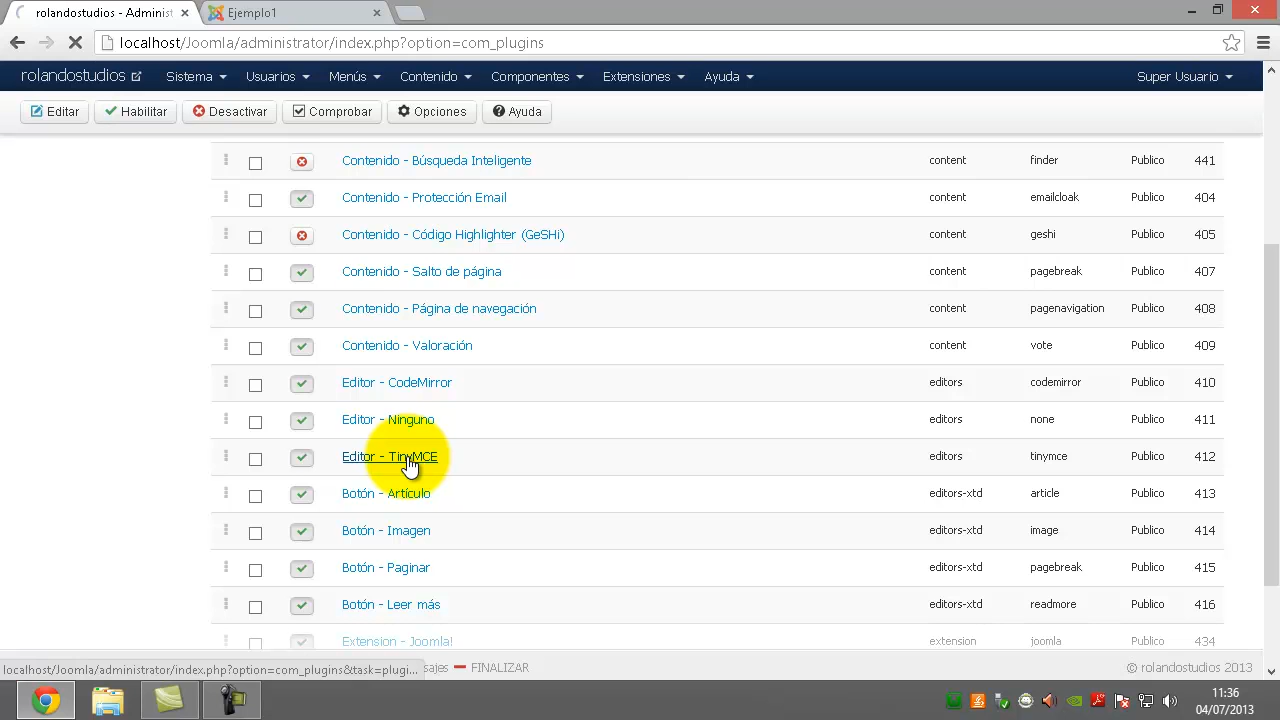 rolandostudios - Administ
Ejemplo1
localhost/Joomla/administrator/index.php?option=com_plugins
rolandostudios Sistema Usuarios Menús Contenido Componentes Extensiones Ayuda Super Usuario
Editar Habilitar Desactivar Comprobar Opciones Ayuda
Contenido - Búsqueda Inteligente content finder Publico 441
Contenido - Protección Email content emailcloak Publico 404
Contenido - Código Highlighter (GeSHi) content geshi Publico 405
Contenido - Salto de página content pagebreak Publico 407
Contenido - Página de navegación content pagenavigation Publico 408
Contenido - Valoración content vote Publico 409
Editor - CodeMirror editors codemirror Publico 410
Editor - Ninguno editors none Publico 411
Editor - TinyMCE editors tinymce Publico 412
Botón - Artículo editors-xtd article Publico 413
Botón - Imagen editors-xtd image Publico 414
Botón - Paginar editors-xtd pagebreak Publico 415
Botón - Leer más editors-xtd readmore Publico 416
Extension - Joomla! extension joomla Publico 434
localhost/Joomla/administrator/index.php?option=com_plugins&task=plugi... sajes FINALIZAR © rolandostudios 2013
11:36
04/07/2013